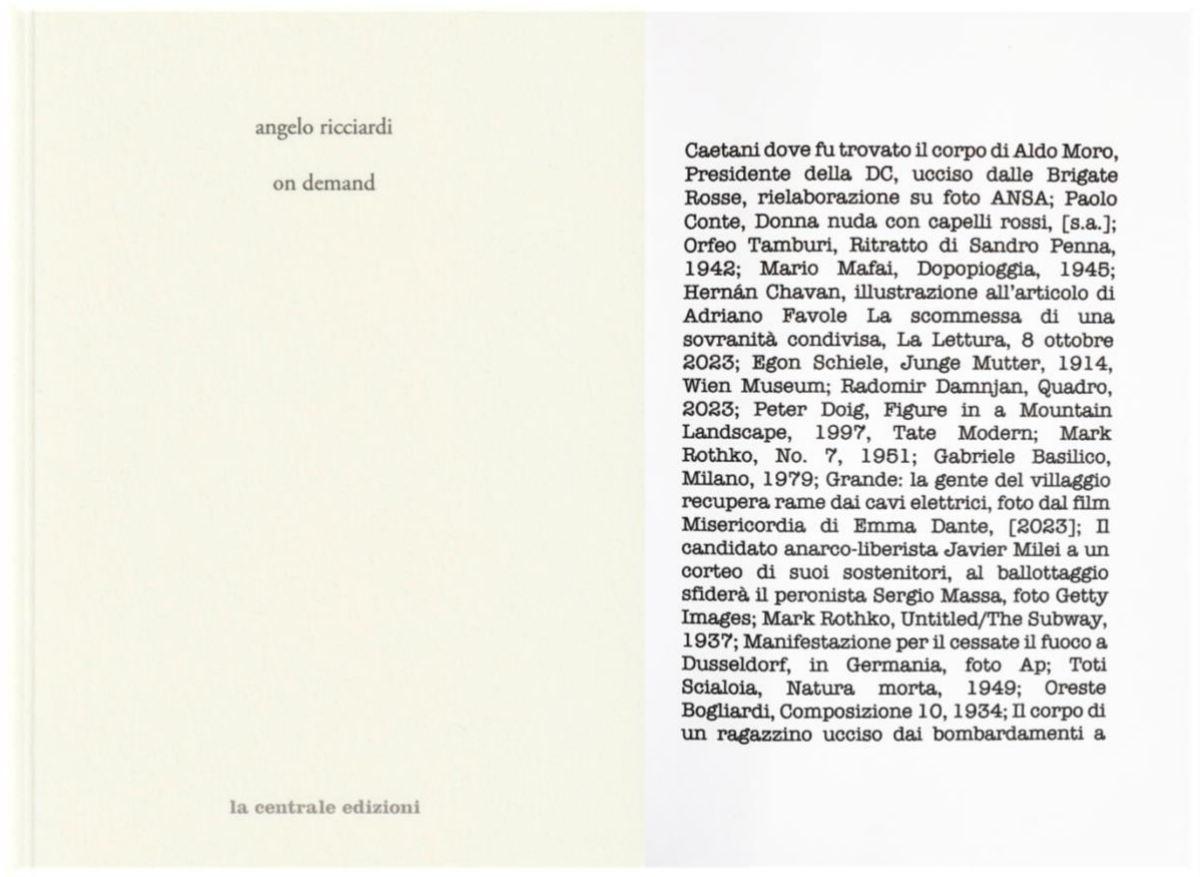 angelo ricciardi
on demand
la centrale edizioni
Caetani dove fu trovato il corpo di Aldo Moro,
Presidente della DC, ucciso dalle Brigate
Rosse, rielaborazione su foto ANSA; Paolo
Conte, Donna nuda con capelli rossi, [s.a.];
Orfeo Tamburi, Ritratto di Sandro Penna,
1942; Mario Mafai, Dopopioggia, 1945;
Hernán Chavan, illustrazione all'articolo di
Adriano Favole La scommessa di una
sovranità condivisa, La Lettura, 8 ottobre
2023; Egon Schiele, Junge Mutter, 1914,
Wien Museum; Radomir Damnjan, Quadro,
2023; Peter Doig, Figure in a Mountain
Landscape, 1997, Tate Modern; Mark
Rothko, No. 7, 1951; Gabriele Basilico,
Milano, 1979; Grande: la gente del villaggio
recupera rame dai cavi elettrici, foto dal film
Misericordia di Emma Dante, [2023]; Il
candidato anarco-liberista Javier Milei a un
corteo di suoi sostenitori, al ballottaggio
sfiderà il peronista Sergio Massa, foto Getty
Images; Mark Rothko, Untitled/The Subway,
1937; Manifestazione per il cessate il fuoco a
Dusseldorf, in Germania, foto Ap; Toti
Scialoia, Natura morta, 1949; Oreste
Bogliardi, Composizione 10, 1934; Il corpo di
un ragazzino ucciso dai bombardamenti a